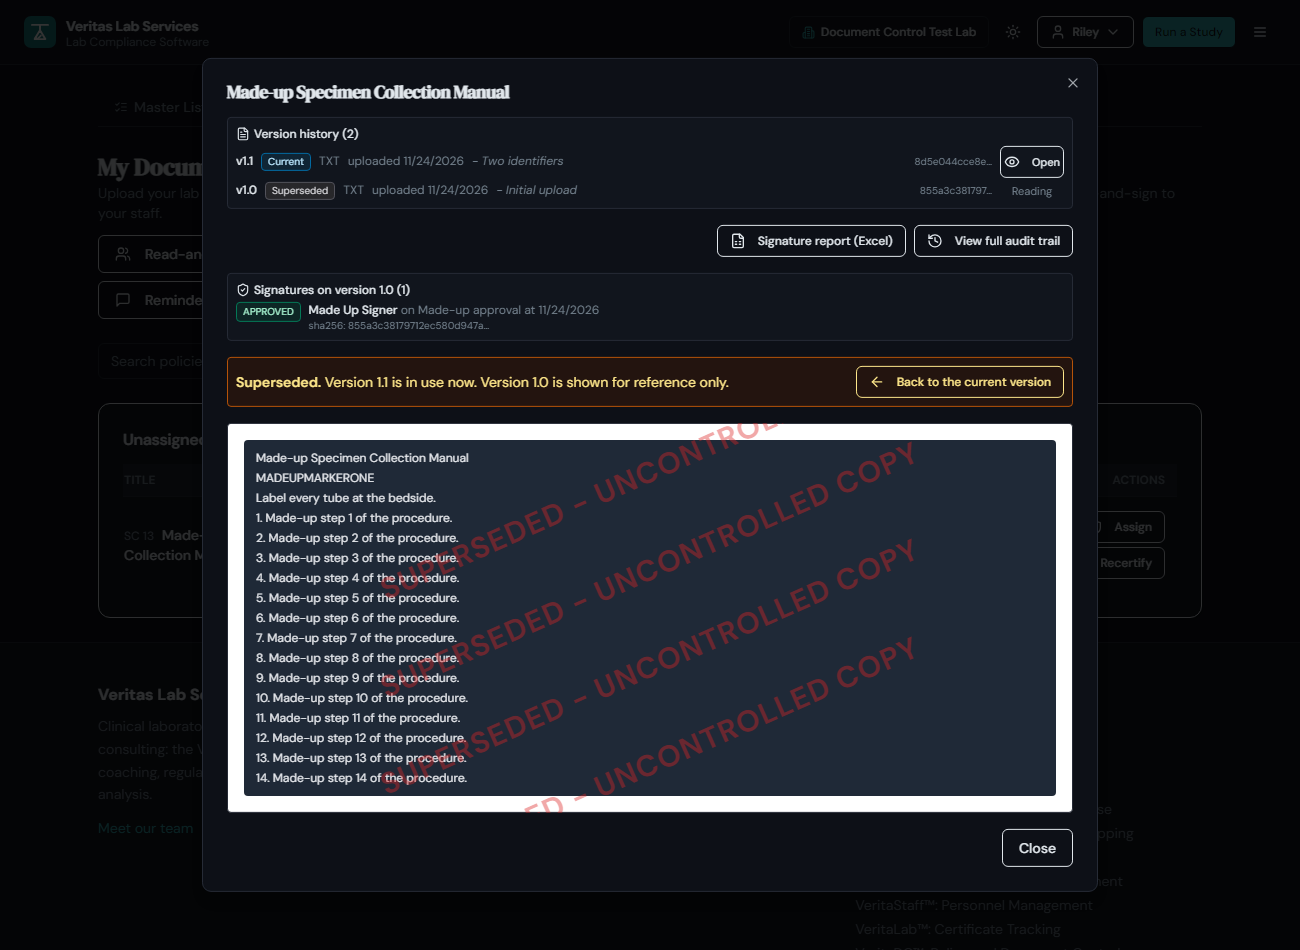 Veritas Lab Services
Lab Compliance Software
Document Control Test Lab
Riley
Run a Study
Made-up Specimen Collection Manual
Version history (2)
v1.1 Current TXT uploaded 11/24/2026 - Two identifiers 8d5e044cce8e... Open
v1.0 Superseded TXT uploaded 11/24/2026 - Initial upload 855a3c381797... Reading
Signature report (Excel)
View full audit trail
Signatures on version 1.0 (1)
APPROVED Made Up Signer on Made-up approval at 11/24/2026
sha256: 855a3c38179712ec580d947a...
Superseded. Version 1.1 is in use now. Version 1.0 is shown for reference only.
Back to the current version
Made-up Specimen Collection Manual
MADEUPMARKERONE
Label every tube at the bedside.
1. Made-up step 1 of the procedure.
2. Made-up step 2 of the procedure.
3. Made-up step 3 of the procedure.
4. Made-up step 4 of the procedure.
5. Made-up step 5 of the procedure.
6. Made-up step 6 of the procedure.
7. Made-up step 7 of the procedure.
8. Made-up step 8 of the procedure.
9. Made-up step 9 of the procedure.
10. Made-up step 10 of the procedure.
11. Made-up step 11 of the procedure.
12. Made-up step 12 of the procedure.
13. Made-up step 13 of the procedure.
14. Made-up step 14 of the procedure.
SUPERSEDED - UNCONTROL
SUPERSEDED - UNCONTROLLED COPY
SUPERSEDED - UNCONTROLLED COPY
ED - UNCONTROLLED COPY
Close
Master Lis
My Docum
Upload your lab
and-sign to
your staff.
Read-an
Reminde
Search policie
Unassigned
TITLE
ACTIONS
SC 13 Made-
Collection M
Assign
Recertify
Veritas Lab Se
Clinical laborato
consulting: the V
coaching, regula
analysis.
Meet our team
se
pping
ment
VeritaStaff™: Personnel Management
VeritaLab™: Certificate Tracking